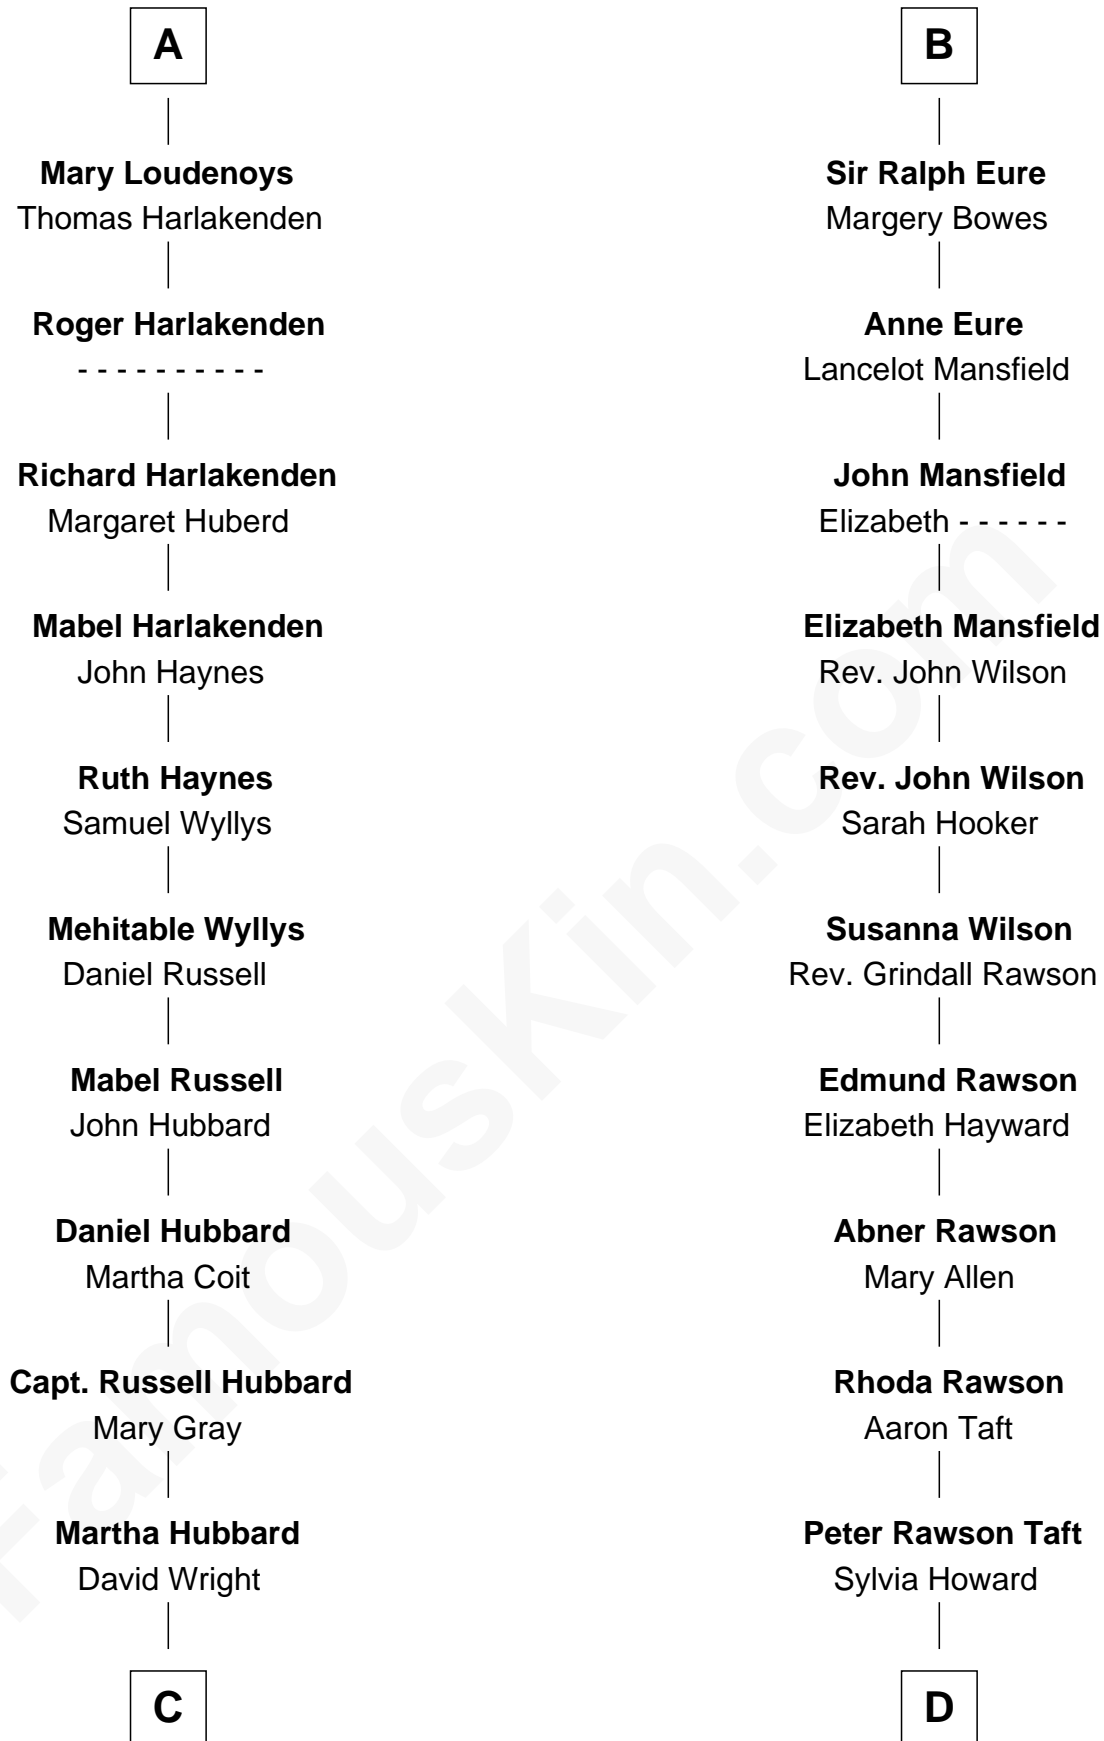 A
Mary Loudenoys
Thomas Harlakenden
Roger Harlakenden
- - - - - - - - - -
Richard Harlakenden
Margaret Huberd
Mabel Harlakenden
John Haynes
Ruth Haynes
Samuel Wyllys
Mehitable Wyllys
Daniel Russell
Mabel Russell
John Hubbard
Daniel Hubbard
Martha Coit
Capt. Russell Hubbard
Mary Gray
Martha Hubbard
David Wright
C
B
Sir Ralph Eure
Margery Bowes
Anne Eure
Lancelot Mansfield
John Mansfield
Elizabeth - - - - - -
Elizabeth Mansfield
Rev. John Wilson
Rev. John Wilson
Sarah Hooker
Susanna Wilson
Rev. Grindall Rawson
Edmund Rawson
Elizabeth Hayward
Abner Rawson
Mary Allen
Rhoda Rawson
Aaron Taft
Peter Rawson Taft
Sylvia Howard
D
FamousKin.com